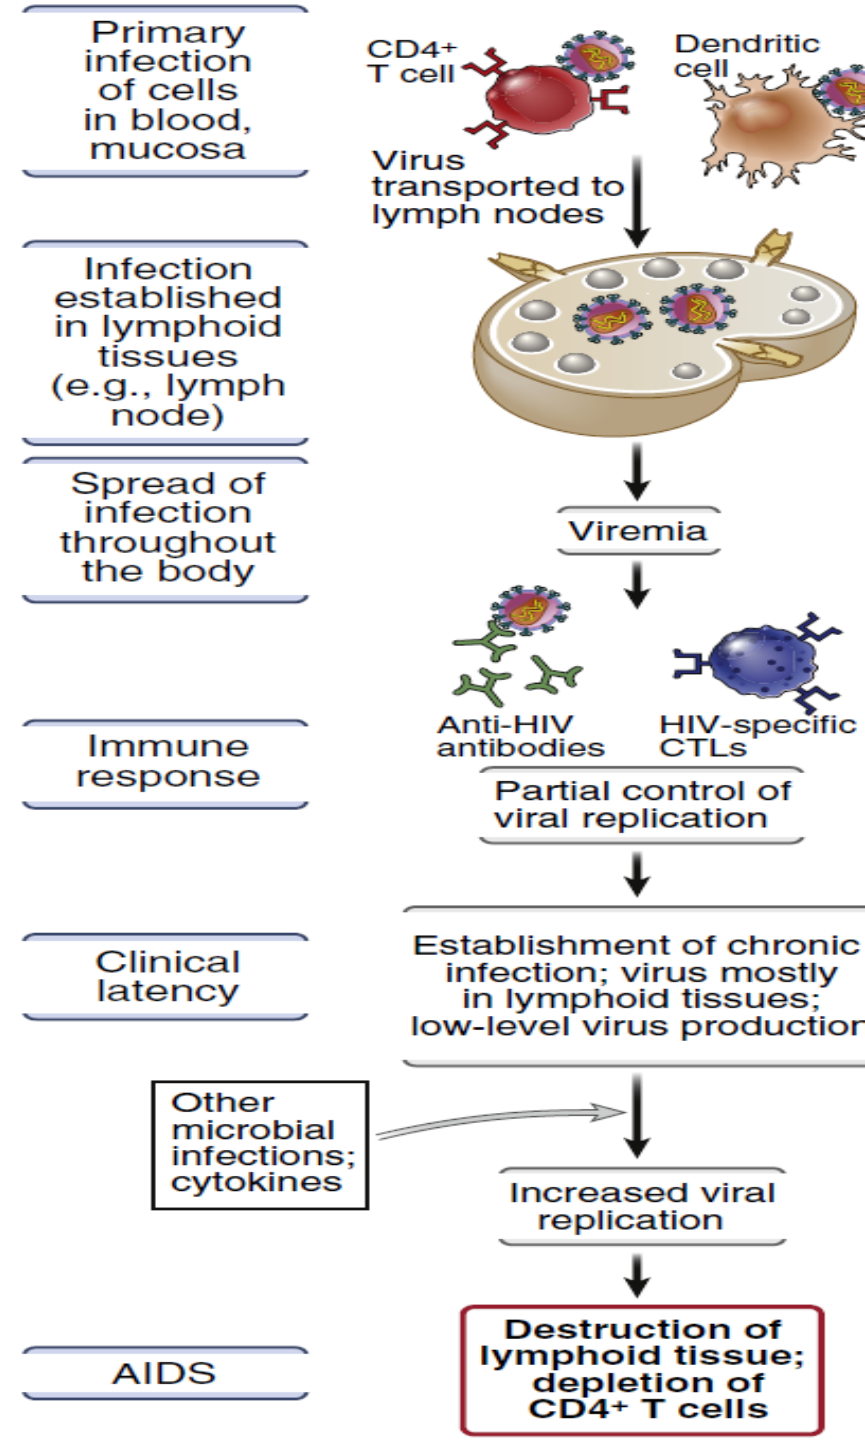 Primary
infection
of cells
in blood,
mucosa
CD4+
T cell
Dendritic
cell
Virus
transported to
lymph nodes
Infection
established
in lymphoid
tissues
(e.g., lymph
node)
Spread of
infection
throughout
the body
Viremia
Anti-HIV
antibodies
HIV-specific
CTLs
Immune
response
Partial control of
viral replication
Clinical
latency
Establishment of chronic
infection; virus mostly
in lymphoid tissues;
low-level virus production
Other
microbial
infections;
cytokines
Increased viral
replication
AIDS
Destruction of
lymphoid tissue;
depletion of
CD4+ T cells